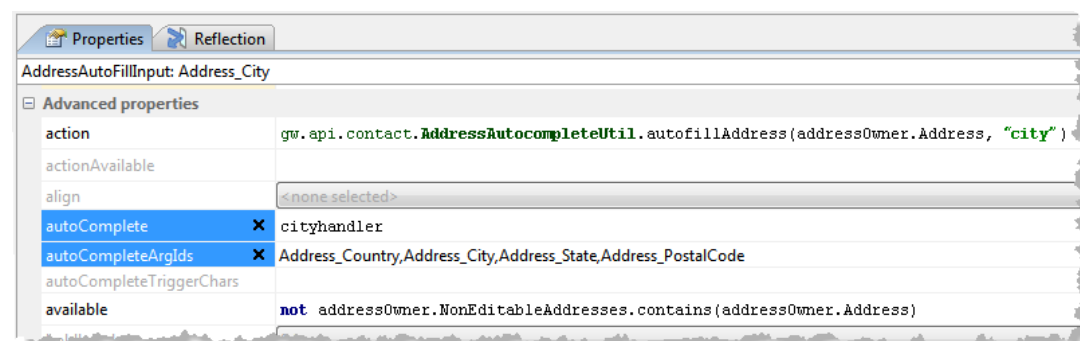 Properties Reflection
AddressAutoFillInput: Address_City
Advanced properties
action gw.api.contact.AddressAutocompleteUtil.autofillAddress(addressOwner.Address, "city")
actionAvailable
align <none selected>
autoComplete cityhandler
autoCompleteArgIds Address_Country,Address_City,Address_State,Address_PostalCode
autoCompleteTriggerChars
available not addressOwner.NonEditableAddresses.contains(addressOwner.Address)